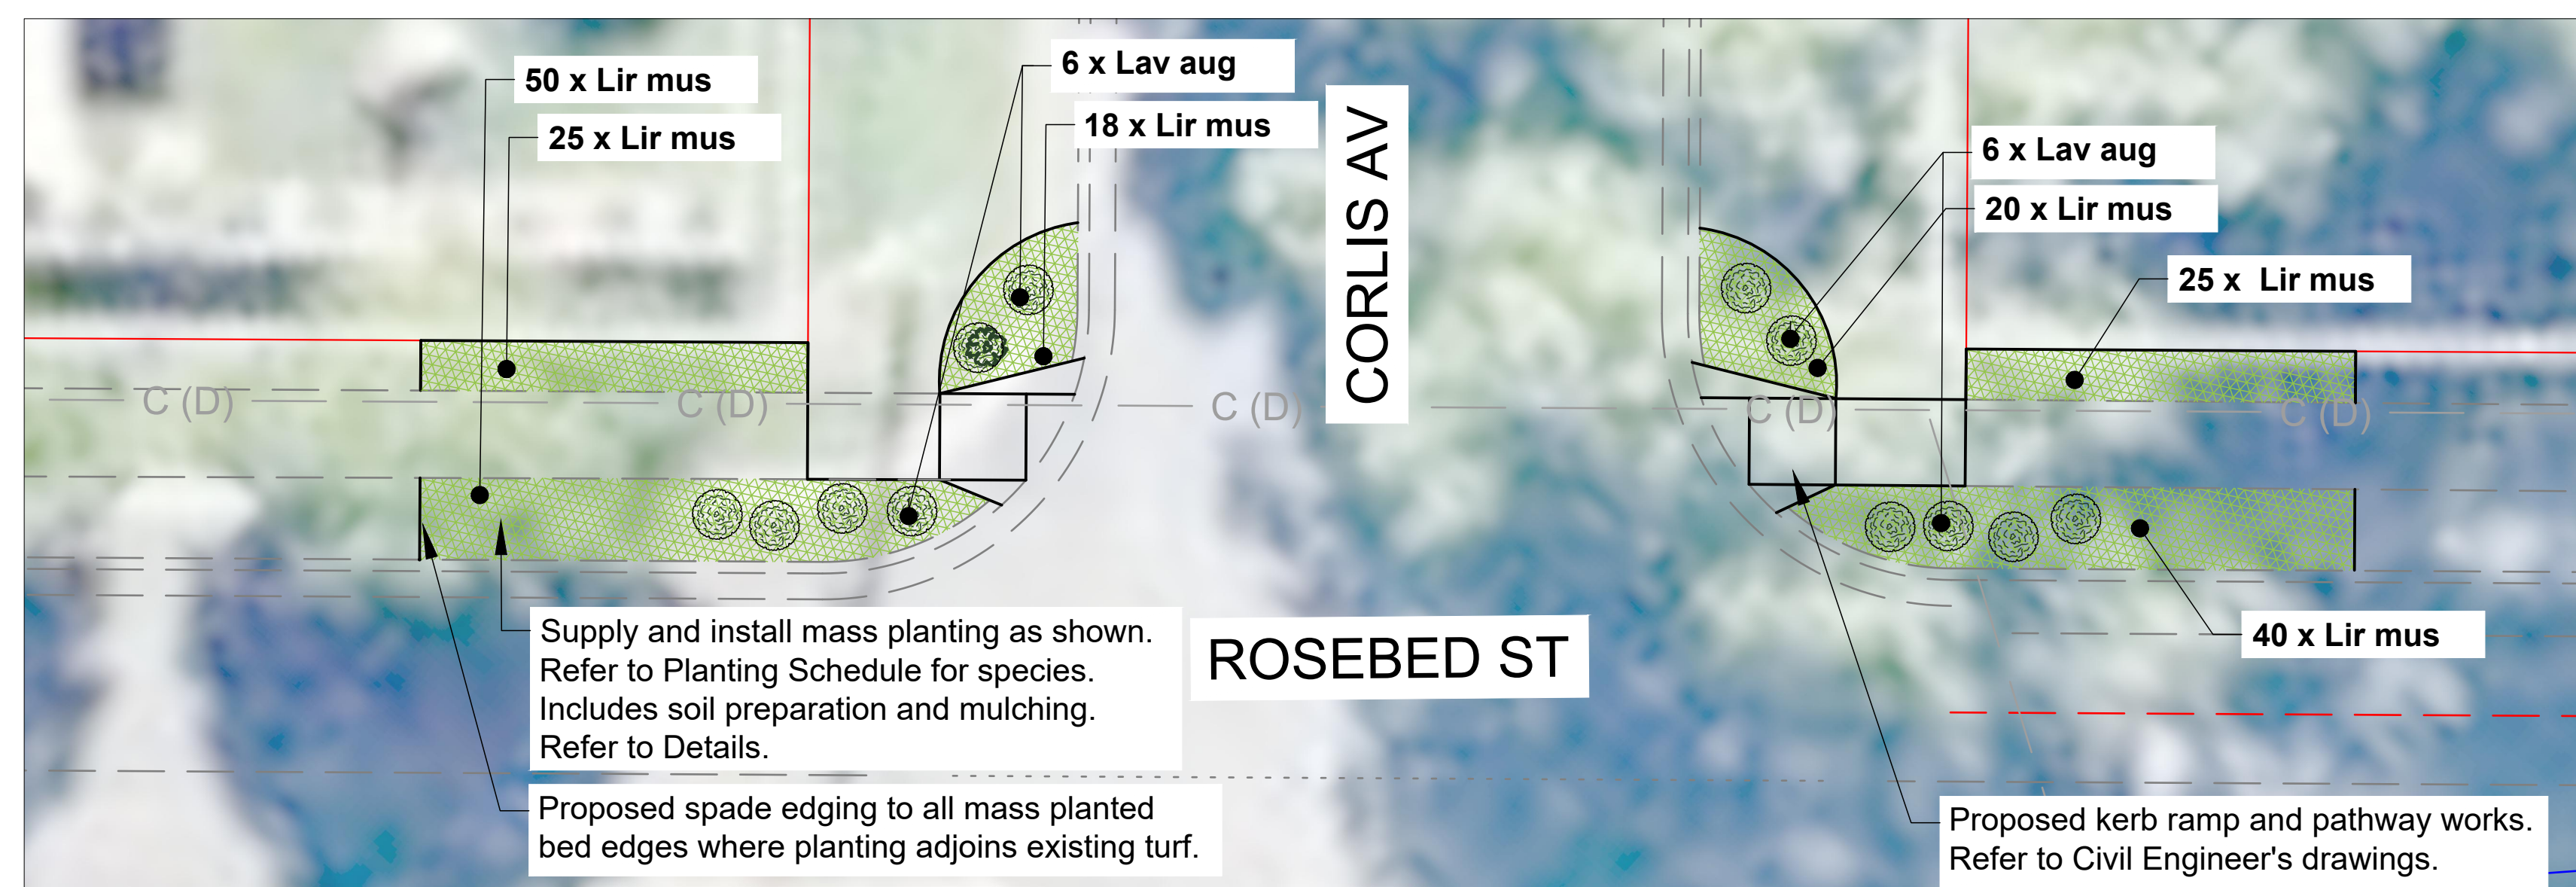 50 x Lir mus
25 x Lir mus
6 x Lav aug
18 x Lir mus
CORLIS AV
6 x Lav aug
20 x Lir mus
25 x  Lir mus
C (D)
C (D)
C (D)
C (D)
C (D)
40 x Lir mus
ROSEBED ST
Supply and install mass planting as shown.
Refer to Planting Schedule for species.
Includes soil preparation and mulching.
Refer to Details.
Proposed spade edging to all mass planted
bed edges where planting adjoins existing turf.
Proposed kerb ramp and pathway works.
Refer to Civil Engineer's drawings.